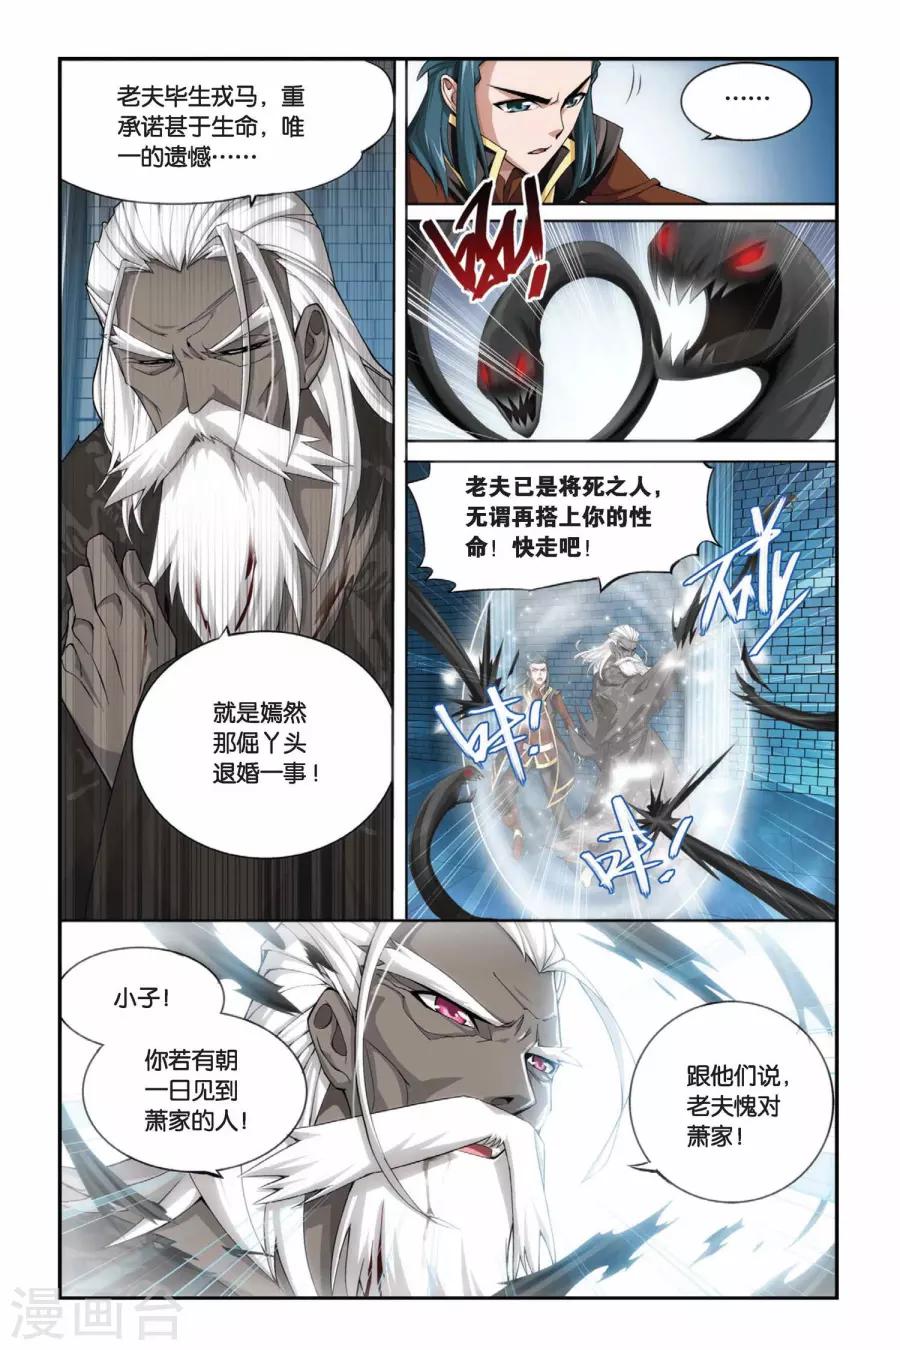 老夫毕生戎马，重
承诺甚于生命，唯
一的遗憾……
就是嫣然
那倔丫头
退婚一事！
……
老夫已是将死之人，
无谓再搭上你的性
命！快走吧！
咔！
咔！
小子！
你若有朝
一日见到
萧家的人！
跟他们说，
老夫愧对
萧家！
漫画台